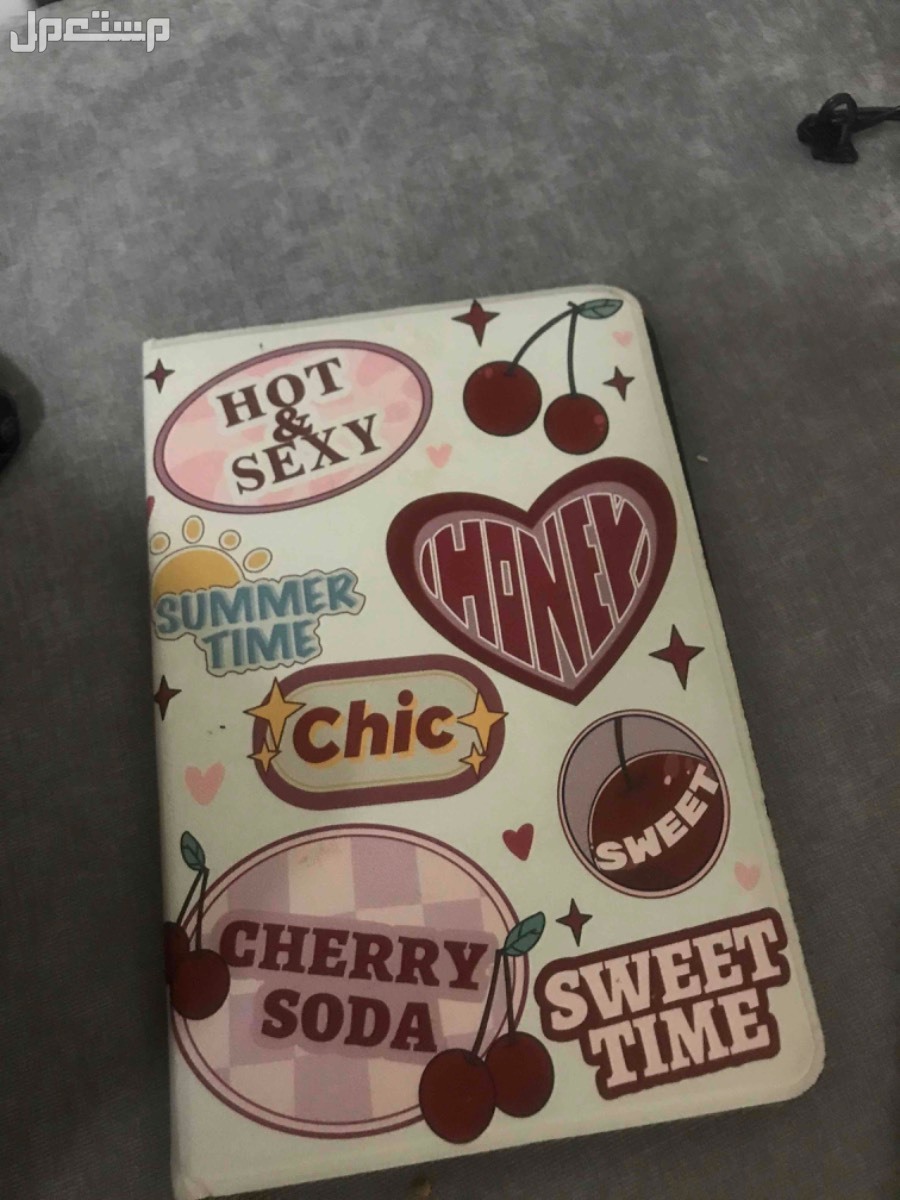 مستعمل
HOT
&
SEXY
HONEY
SUMMER
TIME
Chic
SWEET
CHERRY
SODA
SWEET
TIME